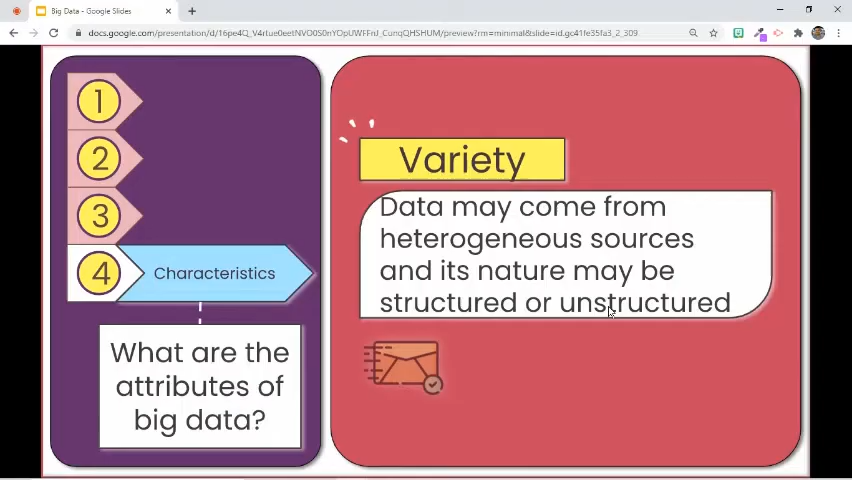 Big Data - Google Slides
docs.google.com/presentation/d/16pe4Q_V4rtue0eetNVO0S0nYOpUWFFnJ_CunqQHSHUM/preview?rm=minimal&slide=id.gc41fe35fa3_2_309
1
2
3
4
Characteristics
What are the
attributes of
big data?
Variety
Data may come from
heterogeneous sources
and its nature may be
structured or unstructured